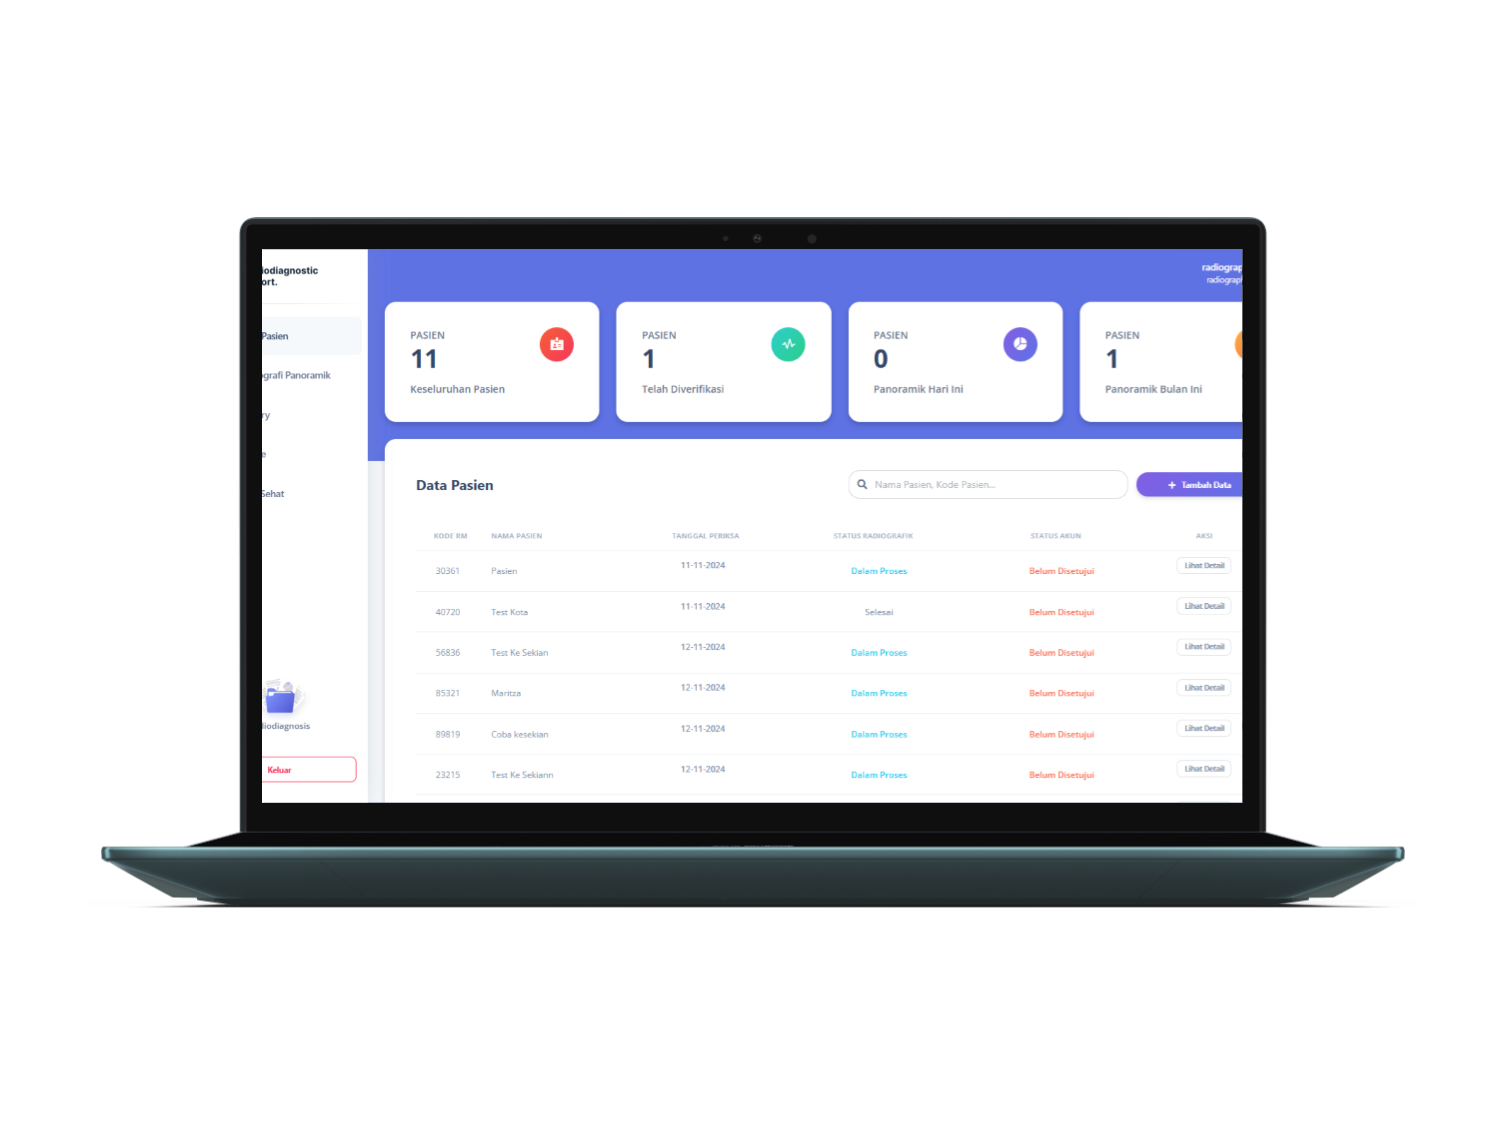 iodiagnostic
ort.
Pasien
ografi Panoramik
ry
e
Sehat
iodiagnosis
Keluar
radiograp
radiograph
PASIEN
11
Keseluruhan Pasien
PASIEN
1
Telah Diverifikasi
PASIEN
0
Panoramik Hari Ini
PASIEN
1
Panoramik Bulan Ini
Data Pasien
Nama Pasien, Kode Pasien...
+ Tambah Data
KODE RM NAMA PASIEN TANGGAL PERIKSA STATUS RADIOGRAFIK STATUS AKUN AKSI
30361 Pasien 11-11-2024 Dalam Proses Belum Disetujui Lihat Detail
40720 Test Kota 11-11-2024 Selesai Belum Disetujui Lihat Detail
56836 Test Ke Sekian 12-11-2024 Dalam Proses Belum Disetujui Lihat Detail
85321 Maritza 12-11-2024 Dalam Proses Belum Disetujui Lihat Detail
89819 Coba kesekian 12-11-2024 Dalam Proses Belum Disetujui Lihat Detail
23215 Test Ke Sekiann 12-11-2024 Dalam Proses Belum Disetujui Lihat Detail